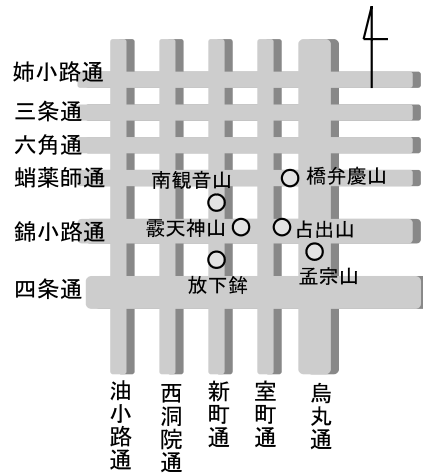 姉小路通
三条通
六角通
蛸薬師通
南観音山
橋弁慶山
錦小路通
霰天神山
占出山
四条通
放下鉾
孟宗山
油小路通
西洞院通
新町通
室町通
烏丸通